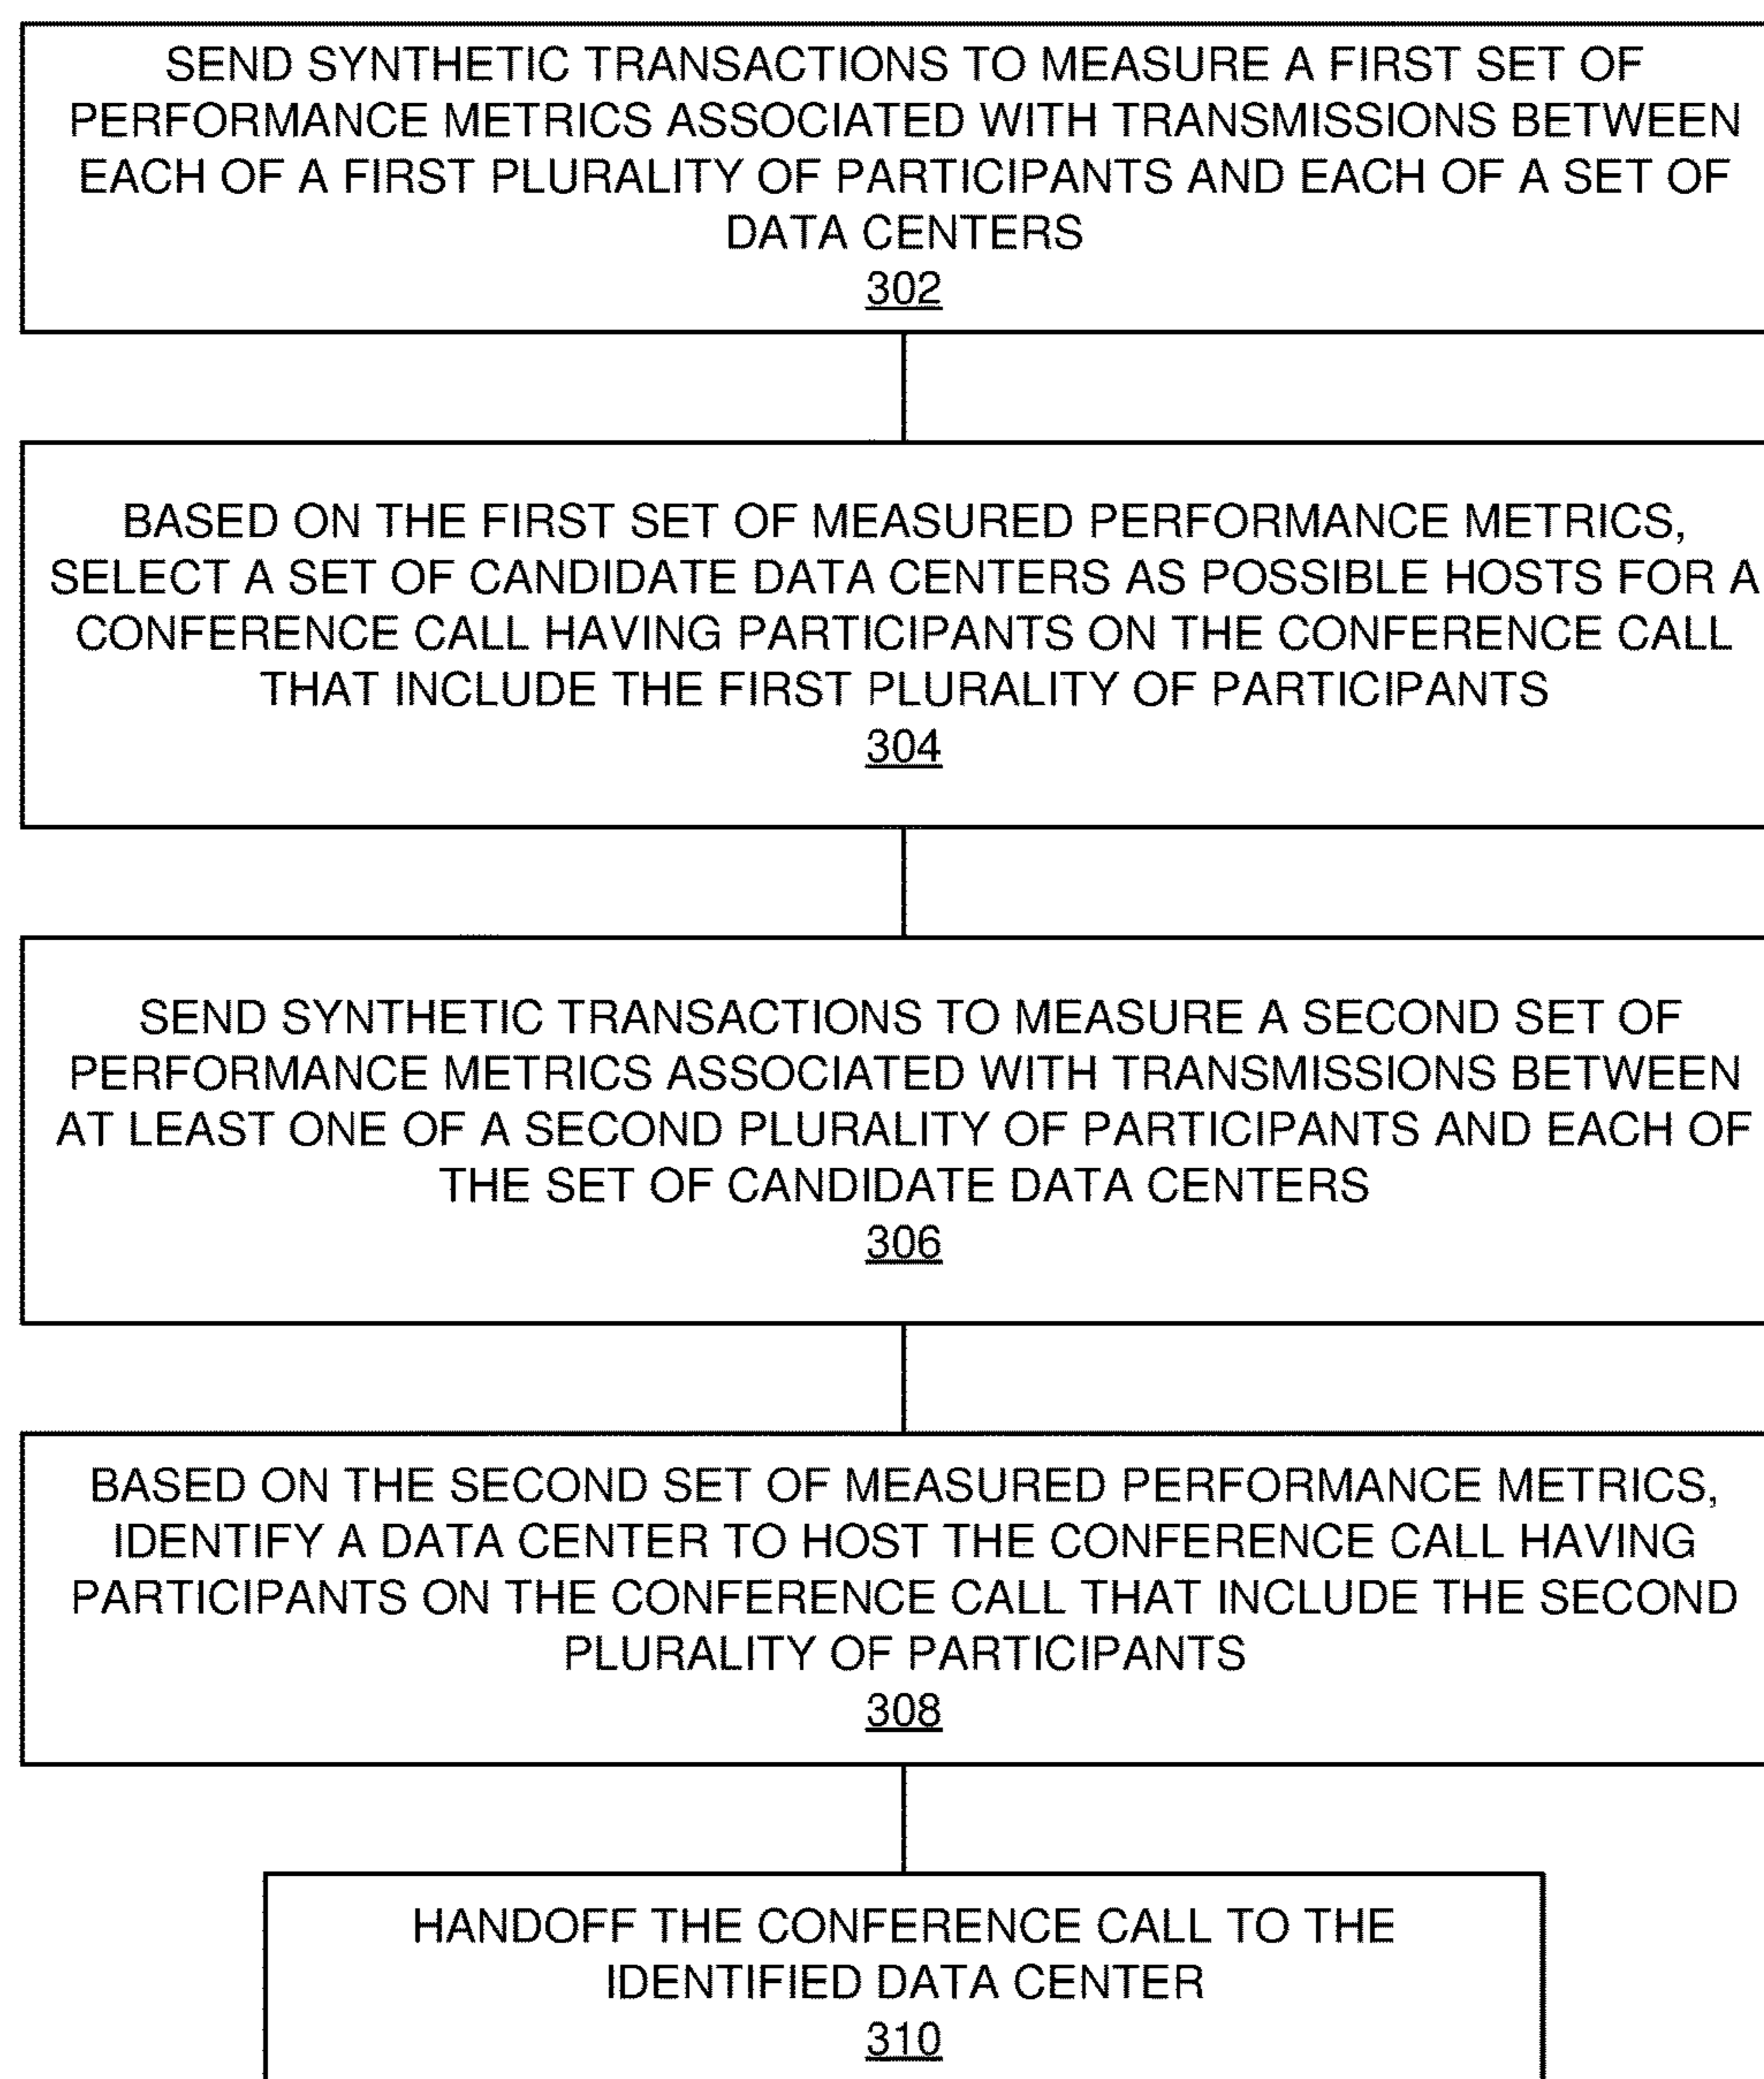 SEND SYNTHETIC TRANSACTIONS TO MEASURE A FIRST SET OF
PERFORMANCE METRICS ASSOCIATED WITH TRANSMISSIONS BETWEEN
EACH OF A FIRST PLURALITY OF PARTICIPANTS AND EACH OF A SET OF
DATA CENTERS
302
BASED ON THE FIRST SET OF MEASURED PERFORMANCE METRICS,
SELECT A SET OF CANDIDATE DATA CENTERS AS POSSIBLE HOSTS FOR A
CONFERENCE CALL HAVING PARTICIPANTS ON THE CONFERENCE CALL
THAT INCLUDE THE FIRST PLURALITY OF PARTICIPANTS
304
SEND SYNTHETIC TRANSACTIONS TO MEASURE A SECOND SET OF
PERFORMANCE METRICS ASSOCIATED WITH TRANSMISSIONS BETWEEN
AT LEAST ONE OF A SECOND PLURALITY OF PARTICIPANTS AND EACH OF
THE SET OF CANDIDATE DATA CENTERS
306
BASED ON THE SECOND SET OF MEASURED PERFORMANCE METRICS,
IDENTIFY A DATA CENTER TO HOST THE CONFERENCE CALL HAVING
PARTICIPANTS ON THE CONFERENCE CALL THAT INCLUDE THE SECOND
PLURALITY OF PARTICIPANTS
308
HANDOFF THE CONFERENCE CALL TO THE
IDENTIFIED DATA CENTER
310